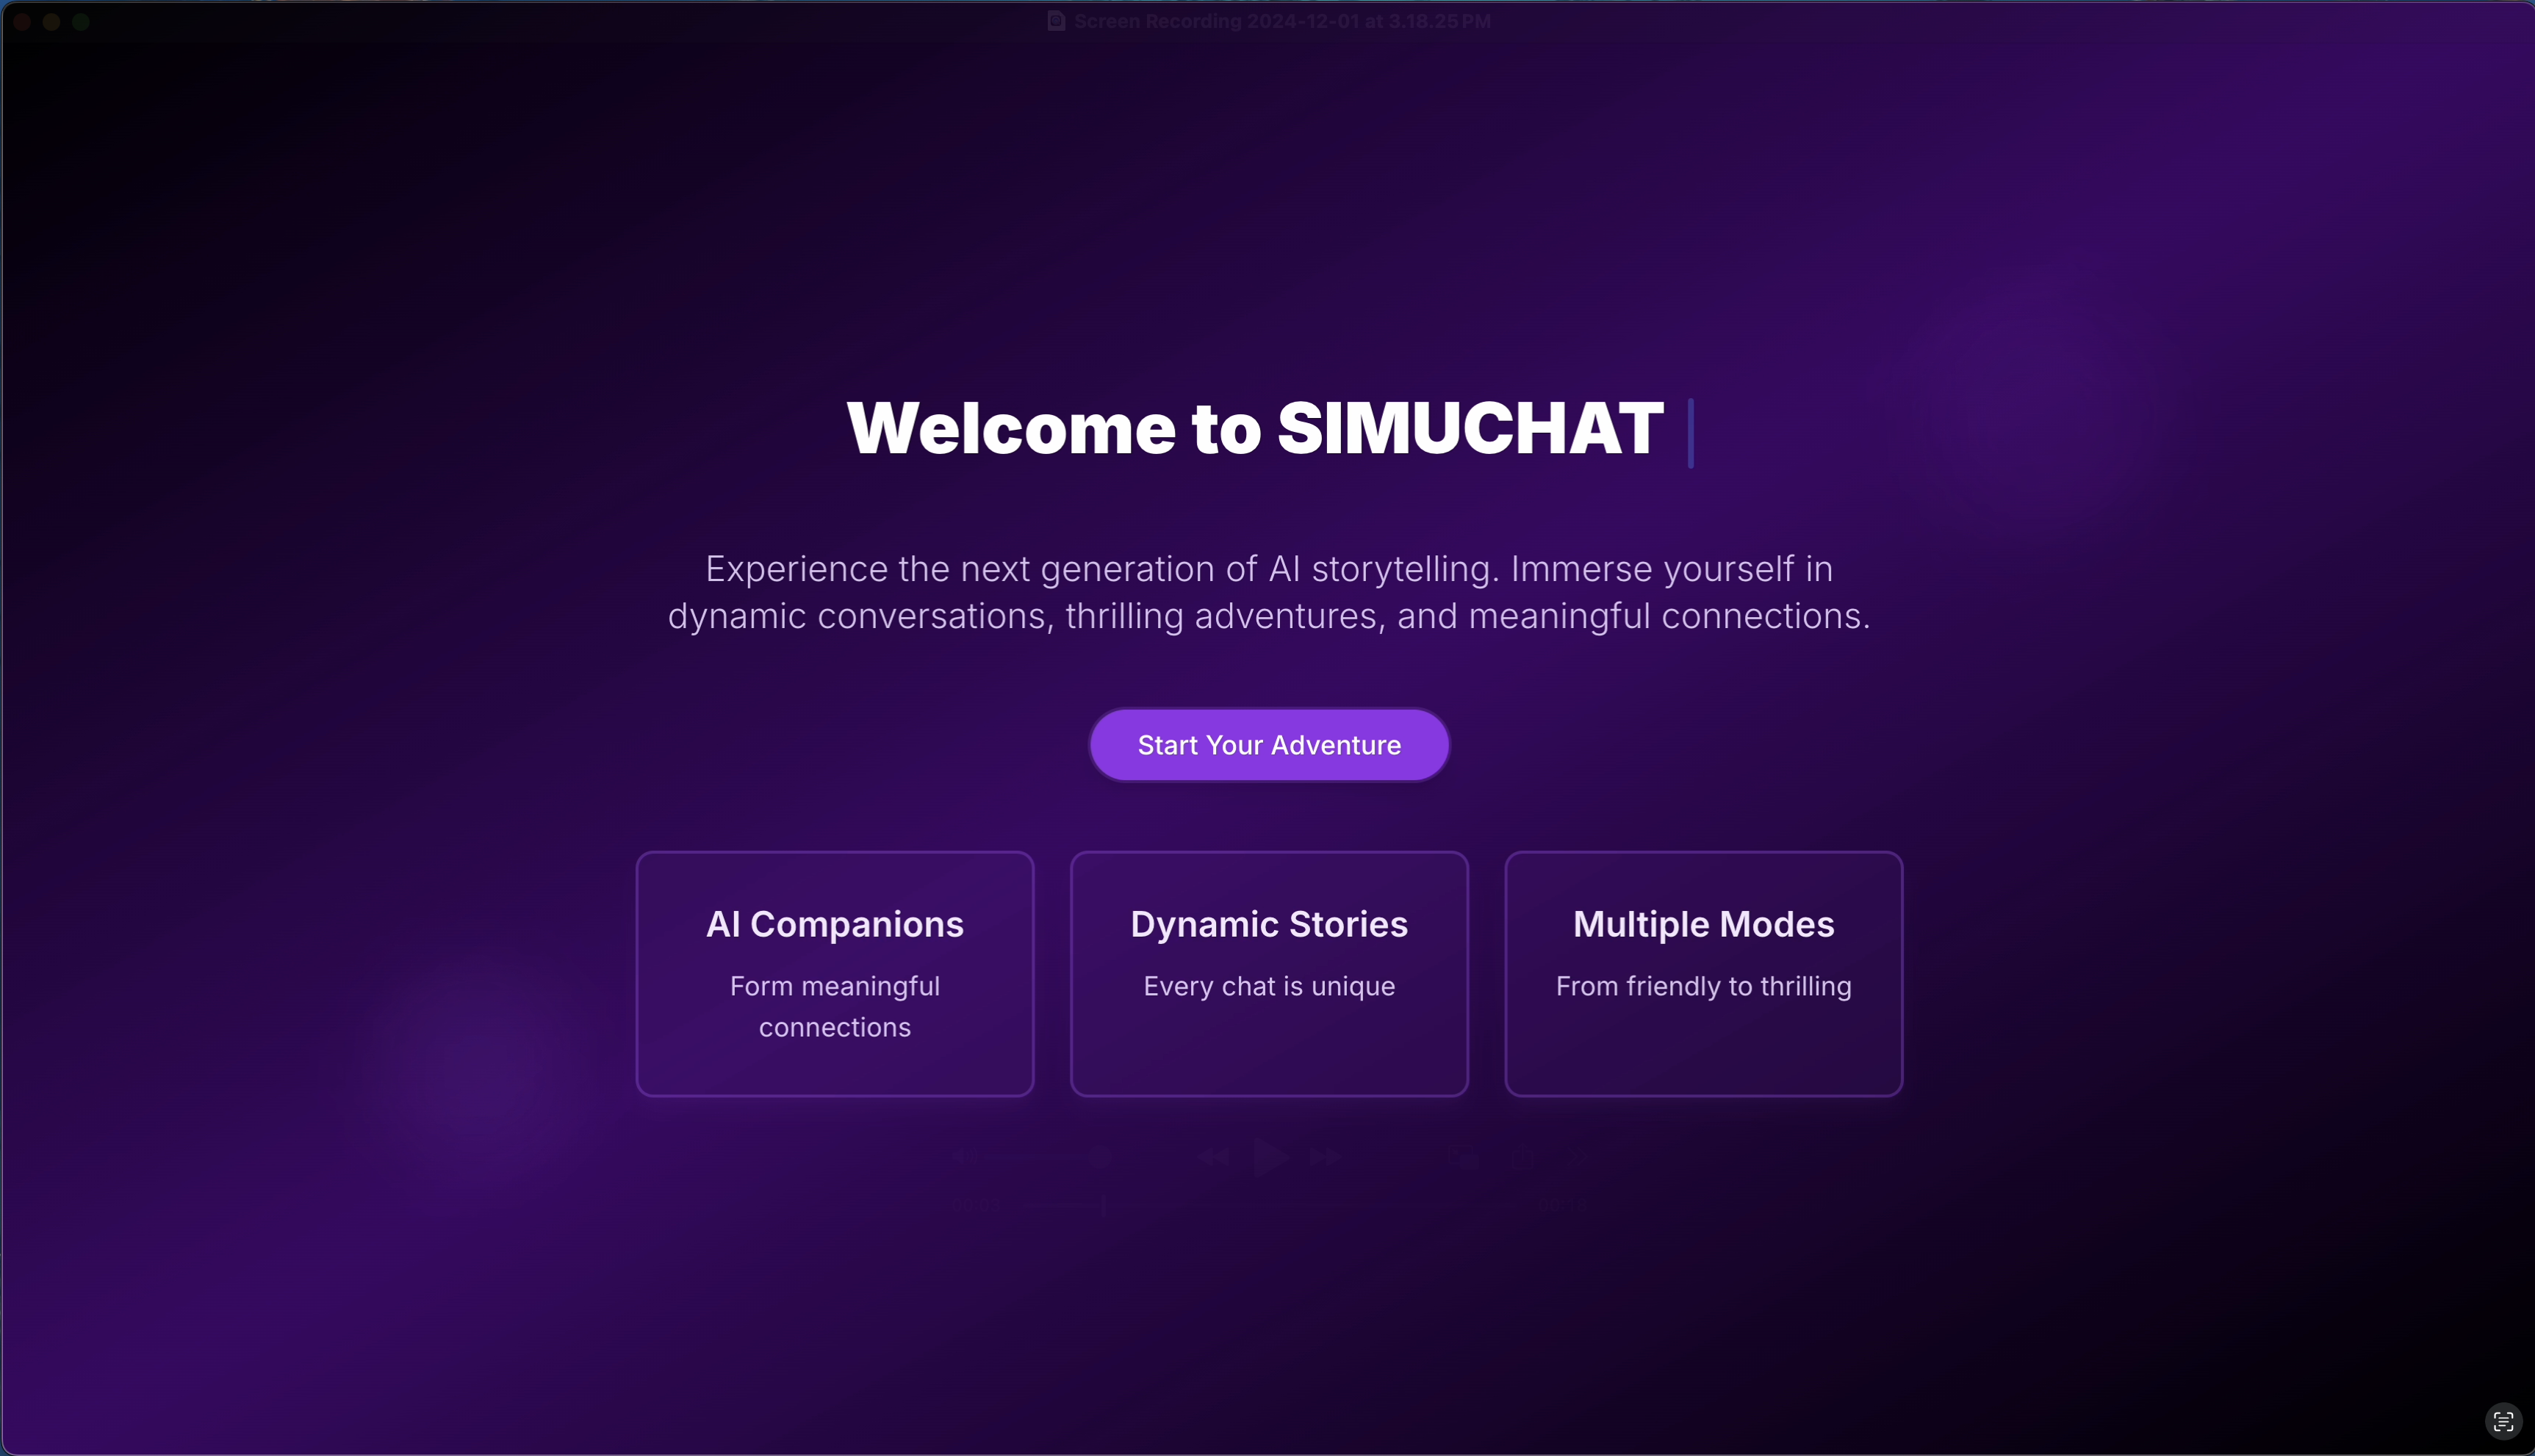 Screen Recording 2024-12-01 at 3.18.25 PM
Welcome to SIMUCHAT
Experience the next generation of AI storytelling. Immerse yourself in
dynamic conversations, thrilling adventures, and meaningful connections.
Start Your Adventure
AI Companions
Form meaningful
connections
Dynamic Stories
Every chat is unique
Multiple Modes
From friendly to thrilling